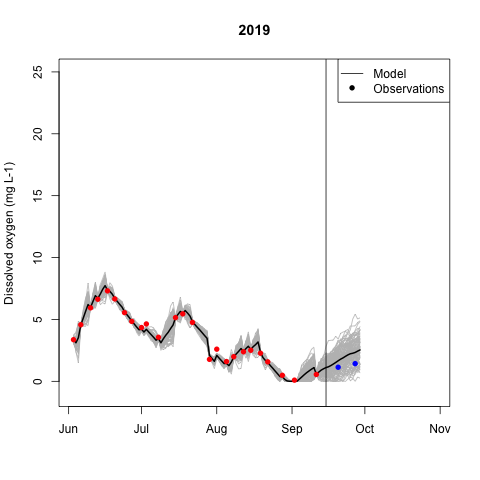 2019
Model
Observations
Dissolved oxygen (mg L-1)
25
20
15
10
5
0
Jun Jul Aug Sep Oct Nov